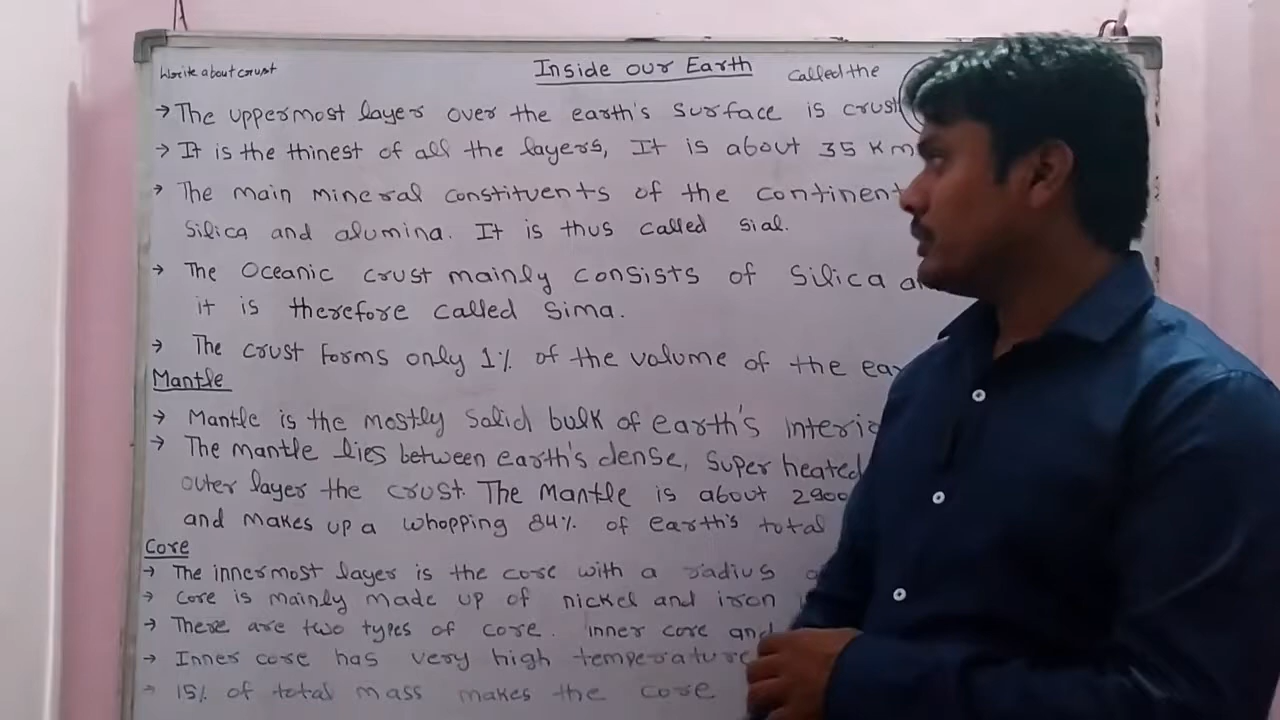 Write about crust
Inside our Earth
called the
→ The uppermost layer over the earth's surface is crust
→ It is the thinest of all the layers, It is about 35 Km
→ The main mineral constituents of the continent
Silica and alumina. It is thus called sial.
→ The Oceanic crust mainly consists of Silica
it is therefore called Sima.
→ The crust Forms only 1% of the volume of the
Mantle
→ Mantle is the mostly Solid bulk of earth's
→ The mantle lies between earth's dense, Super heated
outer layer the crust. The Mantle is about 2900
and makes up a whopping 84% of earth's total
Core
→ The innermost layer is the core with a radius
→ core is mainly made up of nickel and iron
→ There are two types of core. inner core and
→ Inner core has very high temperature
→ 15% of total mass makes the core